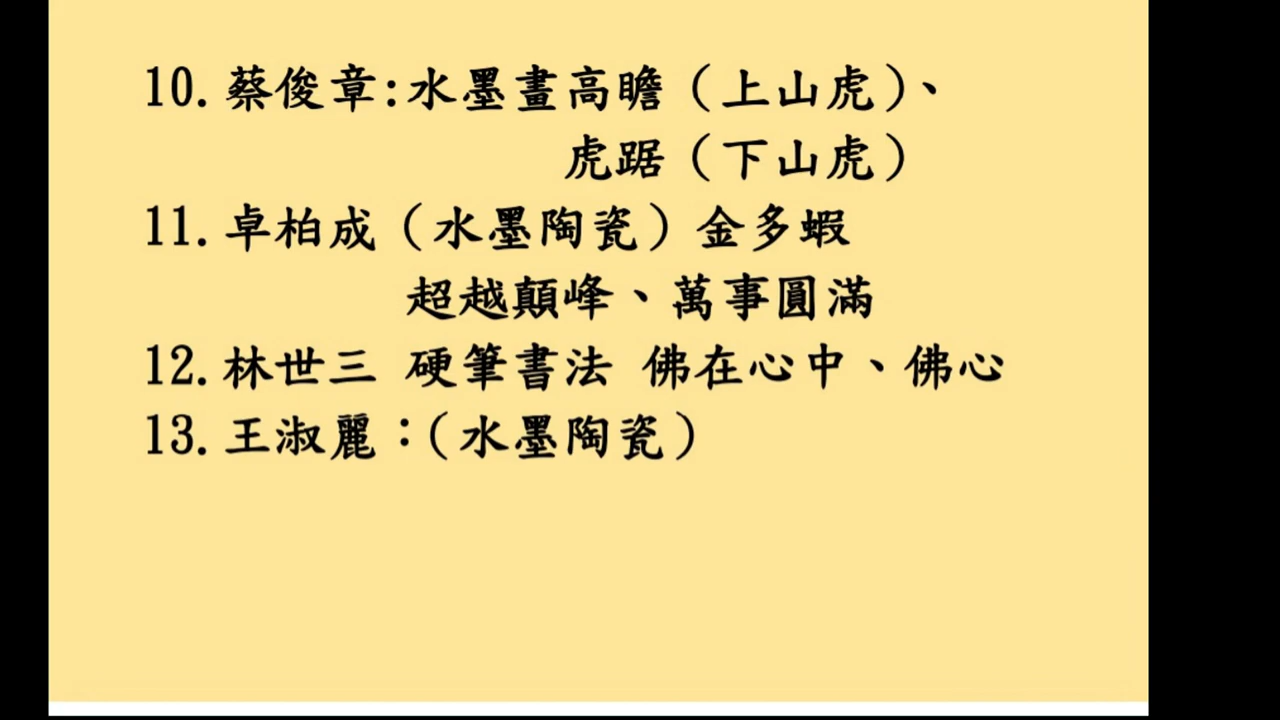 10.蔡俊章:水墨畫高瞻（上山虎）、
虎踞（下山虎）
11.卓柏成（水墨陶瓷）金多蝦
超越顛峰、萬事圓滿
12.林世三 硬筆書法 佛在心中、佛心
13.王淑麗：（水墨陶瓷）